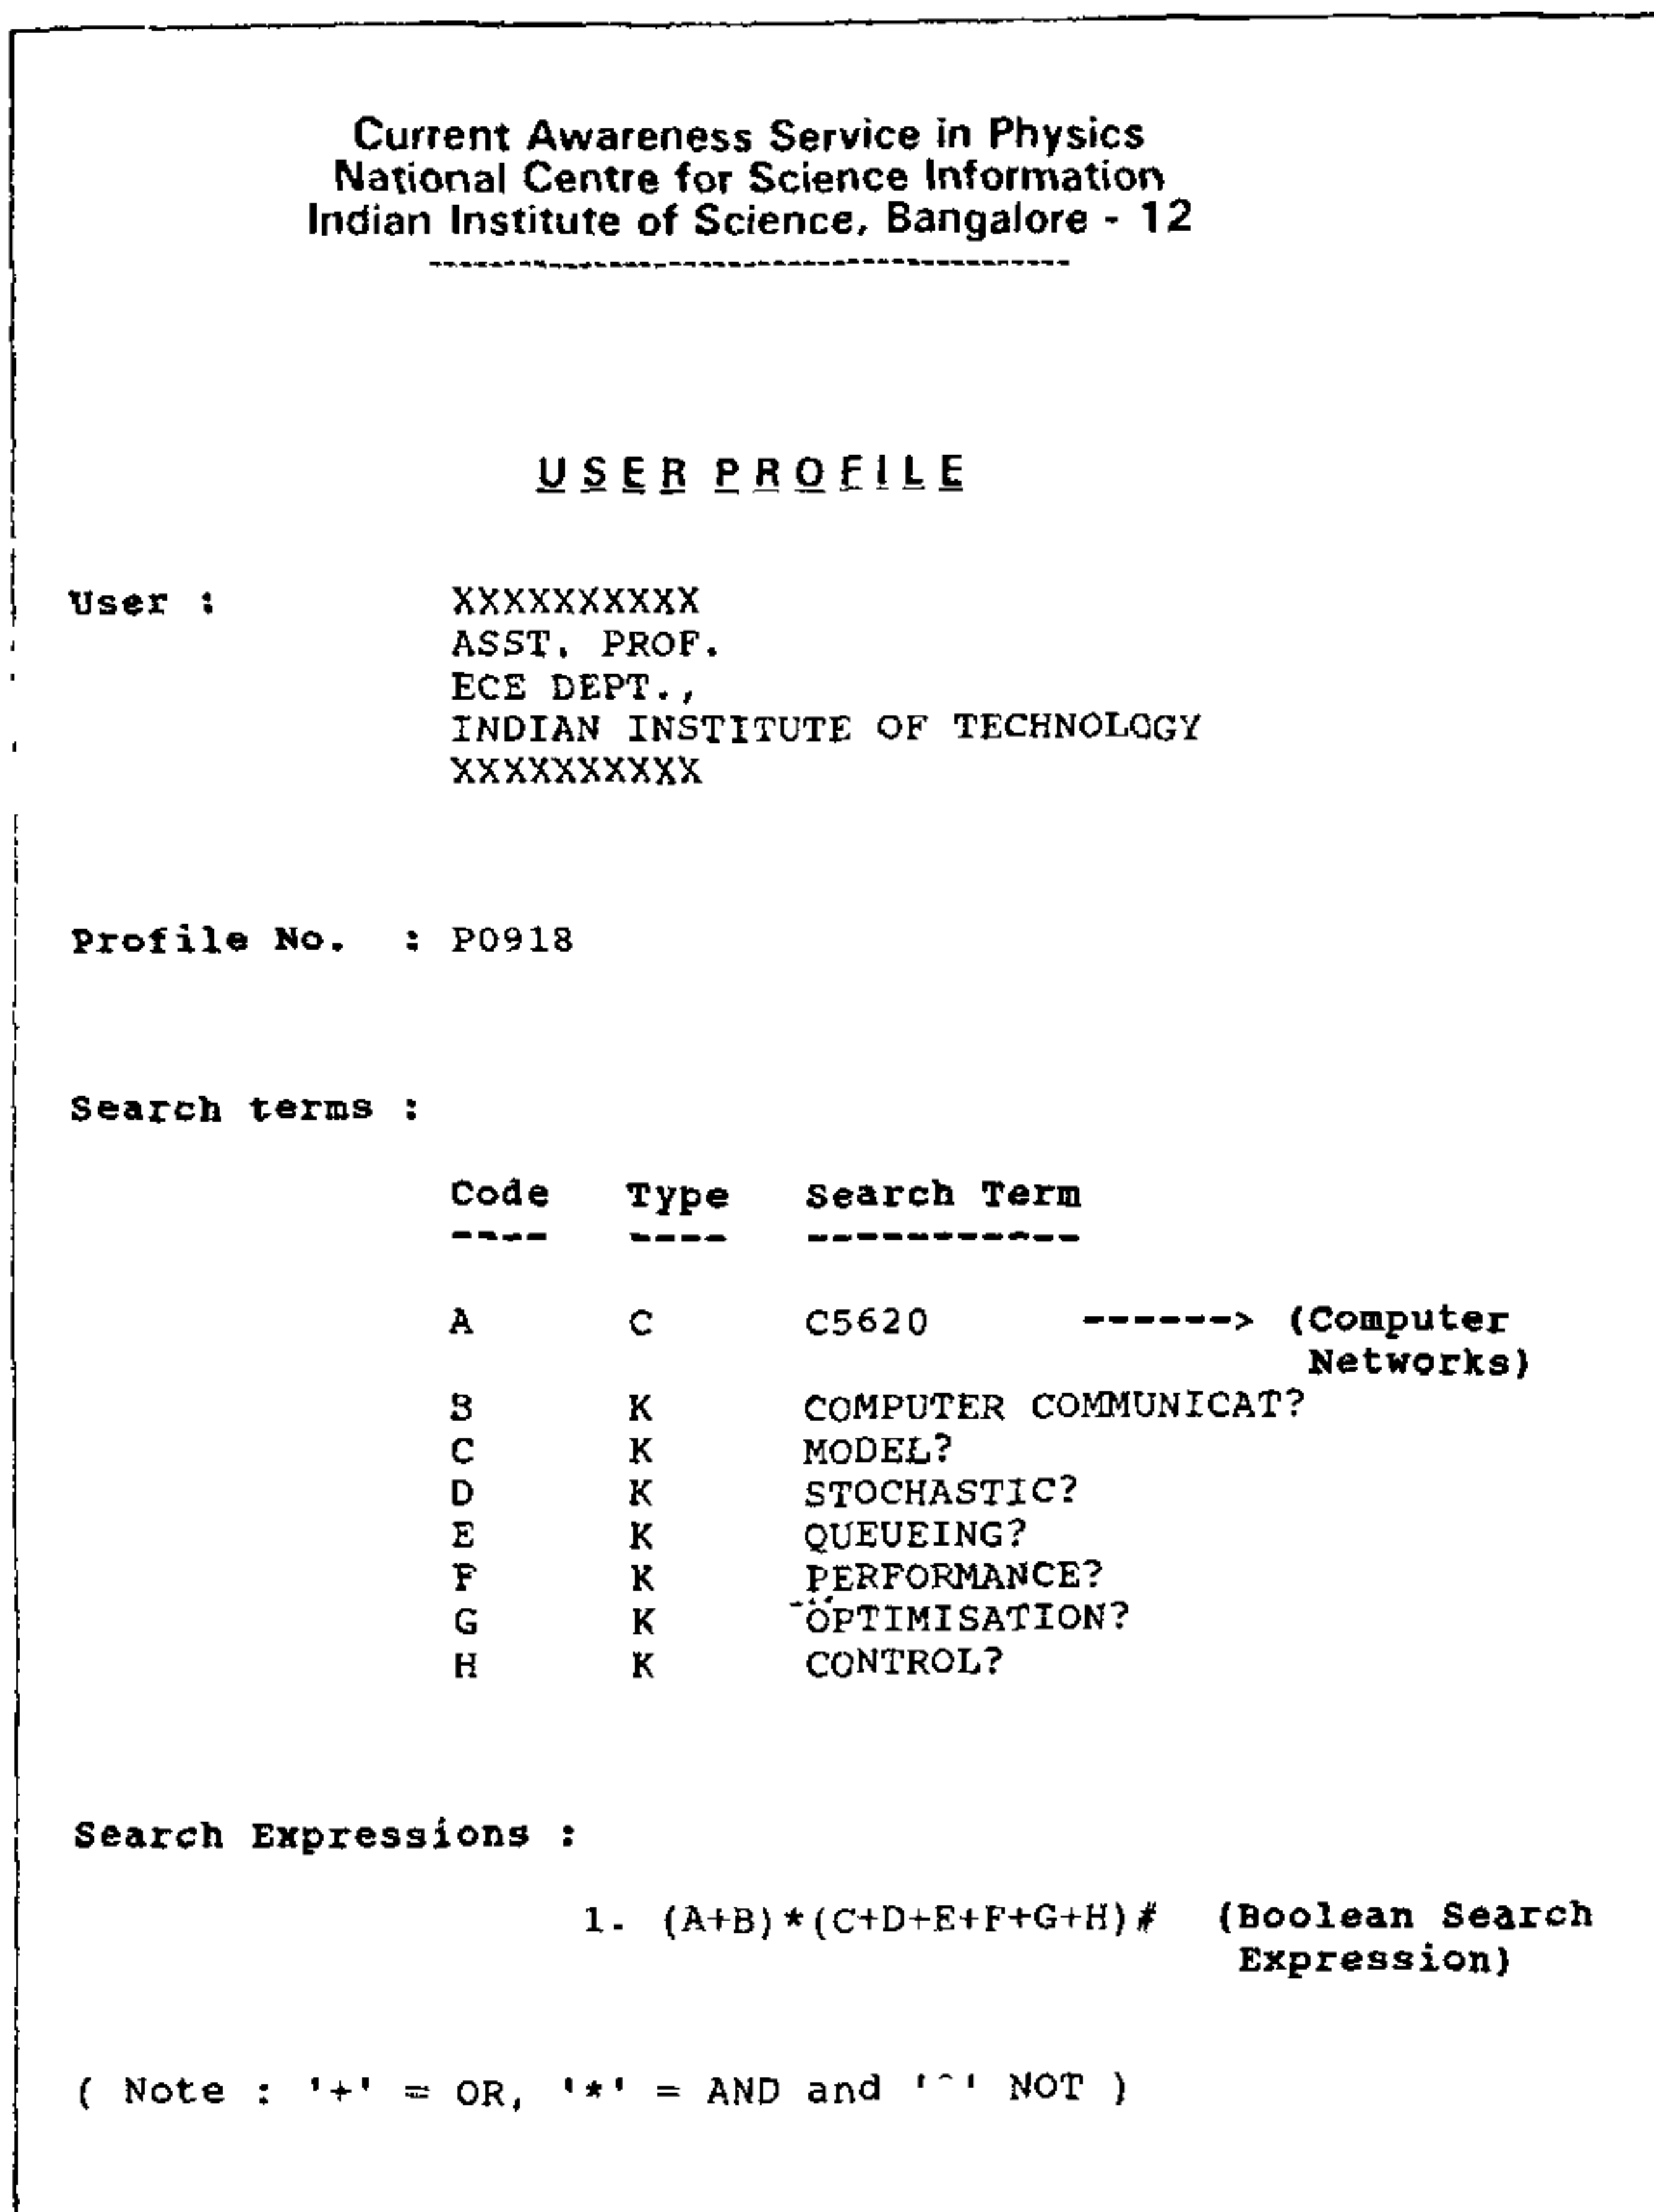 Current Awareness Service in Physics
National Centre for Science Information
Indian Institute of Science, Bangalore - 12
USER PROFILE
User : XXXXXXXXXX
ASST. PROF.
ECE DEPT.,
INDIAN INSTITUTE OF TECHNOLOGY
XXXXXXXXXX
Profile No. : P0918
Search terms :
Code Type Search Term
---- ---- -----------
A C C5620 ------> (Computer
Networks)
B K COMPUTER COMMUNICAT?
C K MODEL?
D K STOCHASTIC?
E K QUEUEING?
F K PERFORMANCE?
G K OPTIMISATION?
H K CONTROL?
Search Expressions :
1. (A+B)*(C+D+E+F+G+H)# (Boolean Search
Expression)
( Note : '+' = OR, '*' = AND and '^' NOT )